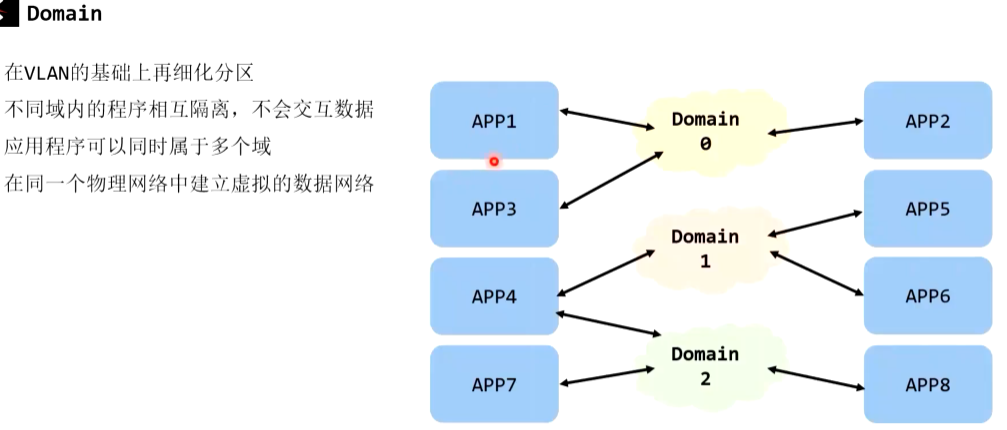 Domain
在VLAN的基础上再细化分区
不同域内的程序相互隔离，不会交互数据
应用程序可以同时属于多个域
在同一个物理网络中建立虚拟的数据网络
APP1
Domain
0
APP2
APP3
Domain
1
APP5
APP4
APP6
Domain
2
APP7
APP8